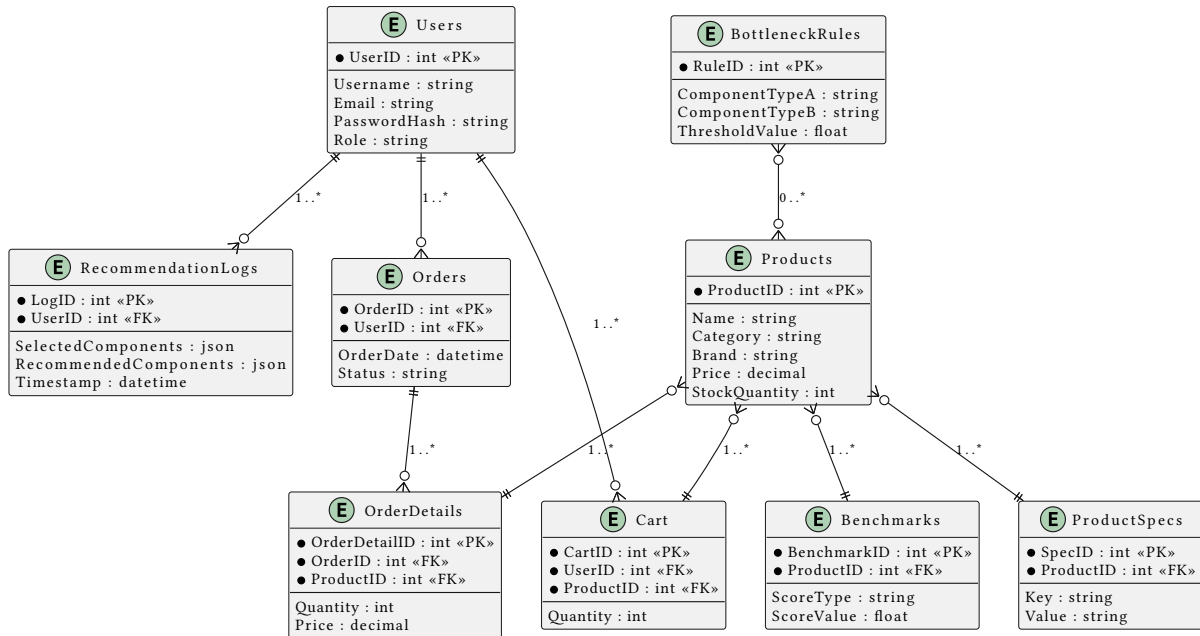 E Users
UserID : int «PK»
Username : string
Email : string
PasswordHash : string
Role : string
E BottleneckRules
RuleID : int «PK»
ComponentTypeA : string
ComponentTypeB : string
ThresholdValue : float
1..*
1..*
0..*
1..*
E RecommendationLogs
LogID : int «PK»
UserID : int «FK»
SelectedComponents : json
RecommendedComponents : json
Timestamp : datetime
E Orders
OrderID : int «PK»
UserID : int «FK»
OrderDate : datetime
Status : string
E Products
ProductID : int «PK»
Name : string
Category : string
Brand : string
Price : decimal
StockQuantity : int
1..*
1..*
1..*
1..*
1..*
E OrderDetails
OrderDetailID : int «PK»
OrderID : int «FK»
ProductID : int «FK»
Quantity : int
Price : decimal
E Cart
CartID : int «PK»
UserID : int «FK»
ProductID : int «FK»
Quantity : int
E Benchmarks
BenchmarkID : int «PK»
ProductID : int «FK»
ScoreType : string
ScoreValue : float
E ProductSpecs
SpecID : int «PK»
ProductID : int «FK»
Key : string
Value : string